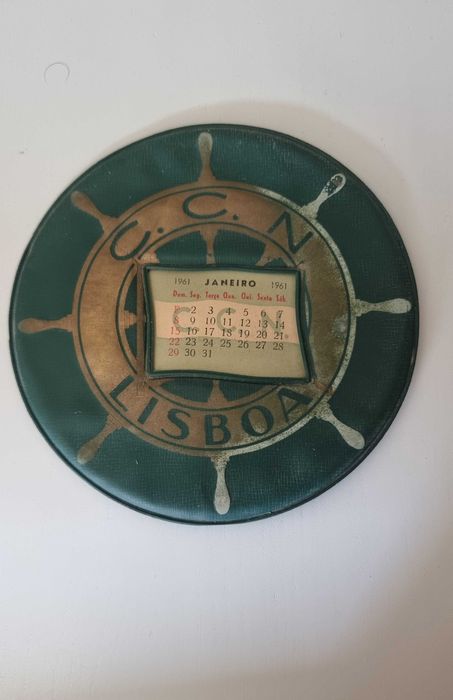 U.C.N
1961 JANEIRO 1961
Dom. Seg. Terça Qua. Qui. Sexta Sáb.
1 2 3 4 5 6 7
8 9 10 11 12 13 14
15 16 17 18 19 20 21
22 23 24 25 26 27 28
29 30 31
LISBOA